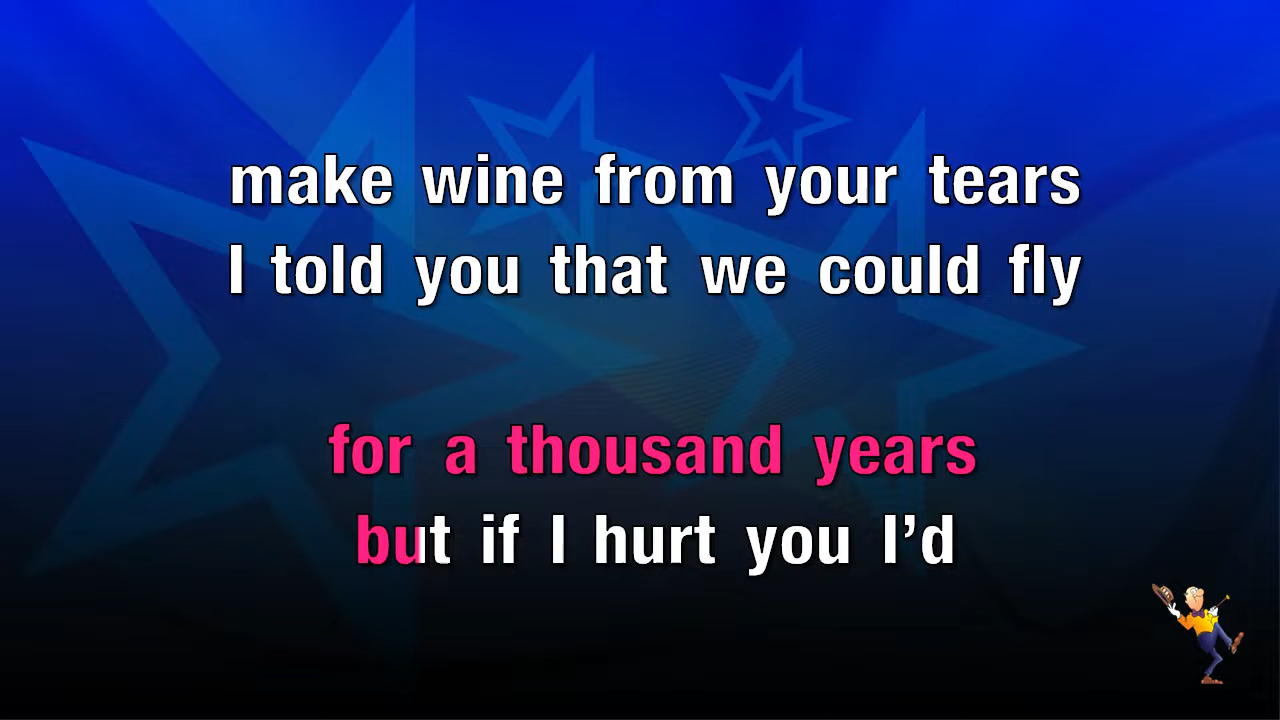 make wine from your tears
I told you that we could fly
for a thousand years
but if I hurt you I’d